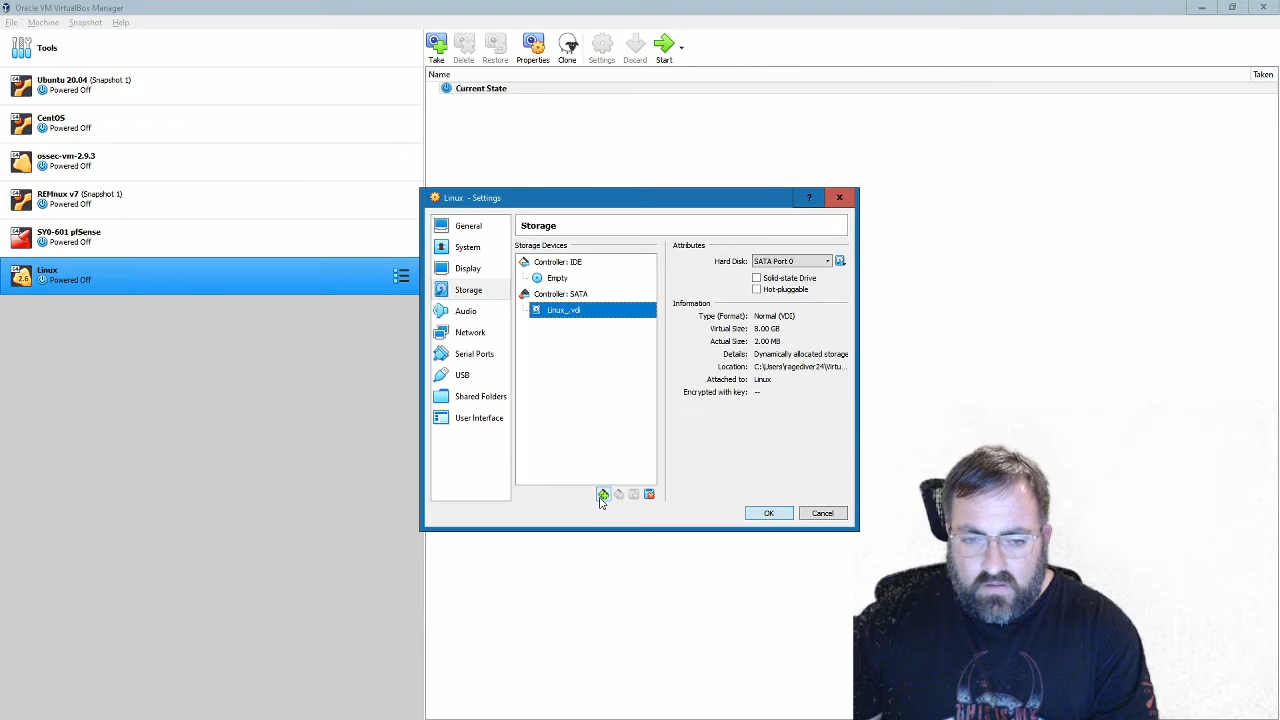 Oracle VM VirtualBox Manager
File Machine Snapshot Help
Tools
Ubuntu 20.04 (Snapshot 1)
Powered Off
CentOS
Powered Off
ossec-vm-2.9.3
Powered Off
REMnux v7 (Snapshot 1)
Powered Off
SY0-601 pfSense
Powered Off
Linux
Powered Off
Take Delete Restore Properties Clone Settings Discard Start
Name Taken
Current State
Linux - Settings
General
System
Display
Storage
Audio
Network
Serial Ports
USB
Shared Folders
User Interface
Storage
Storage Devices
Controller: IDE
Empty
Controller: SATA
Linux_.vdi
Attributes
Hard Disk: SATA Port 0
Solid-state Drive
Hot-pluggable
Information
Type (Format): Normal (VDI)
Virtual Size: 8.00 GB
Actual Size: 2.00 MB
Details: Dynamically allocated storage
Location: C:\Users\ragediver24\Virtu...
Attached to: Linux
Encrypted with key: --
OK Cancel